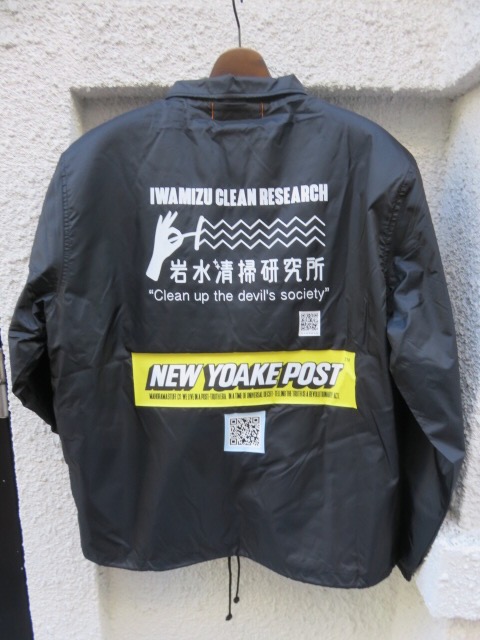 IWAMIZU CLEAN RESEARCH
岩水清掃研究所
"Clean up the devil's society"
NEW YOAKE POST